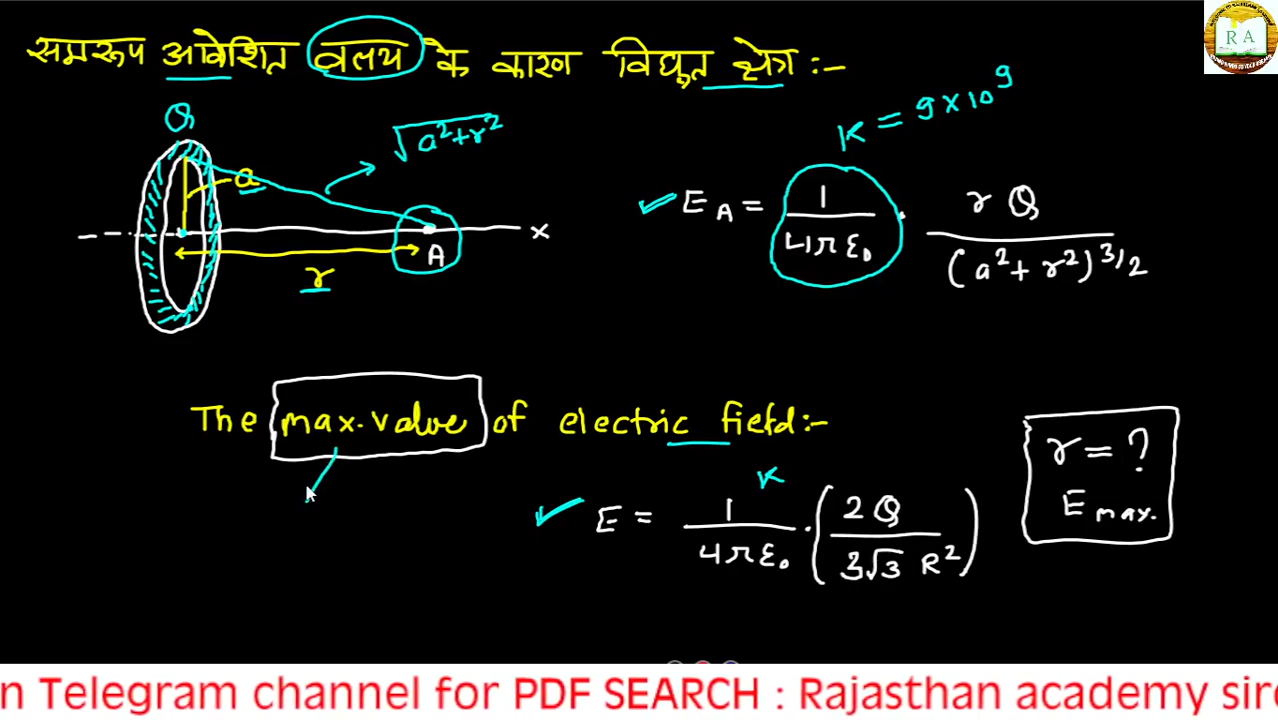 समरूप आवेशित वलय के कारण विद्युत क्षेत्र :-
R A
K = 9 × 10⁹
Q
√a²+r²
a
E_A = 1/4πε₀ · rQ/(a²+r²)^3/2
A
x
r
The max. value of electric field :-
r = ?
E max.
K
E = 1/4πε₀ · (2Q/3√3 R²)
n Telegram channel for PDF SEARCH : Rajasthan academy sir